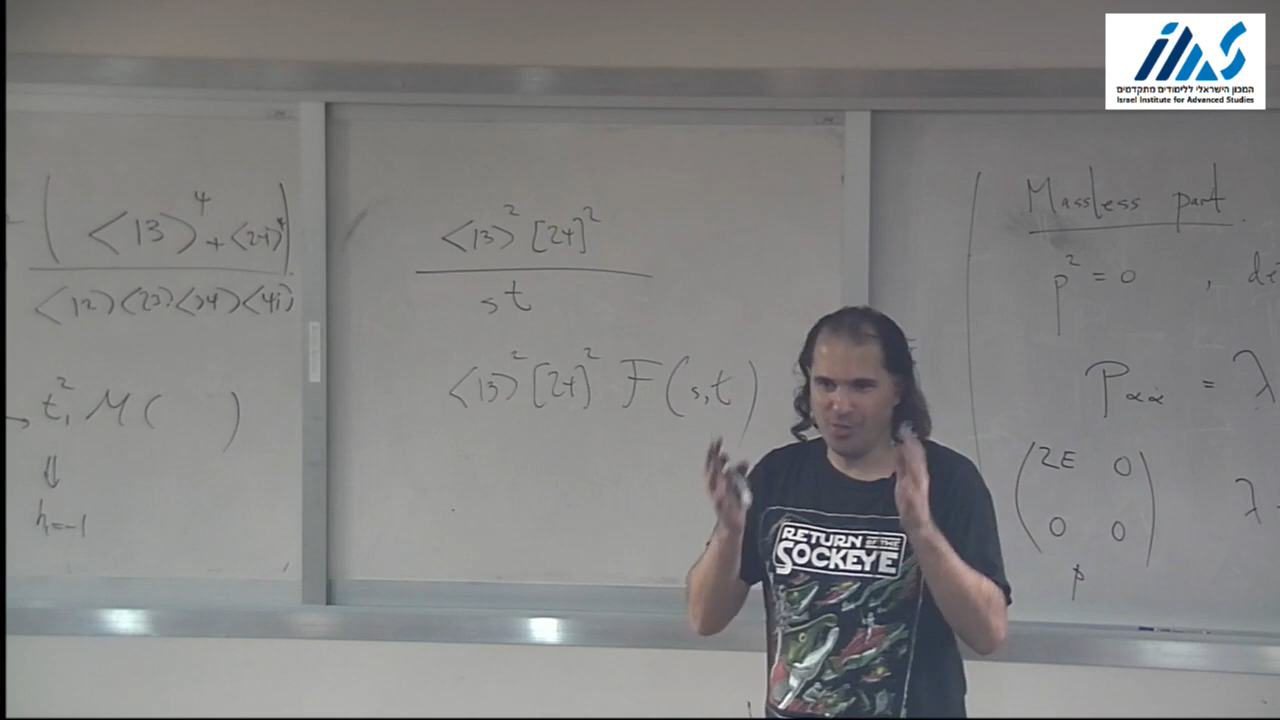 המכון הישראלי ללימודים מתקדמים
Israel Institute for Advanced Studies
<13>⁴ + <24>⁴
<12><23><34><41>
t₁² M( )
⇓
h=-1
<13>² [24]²
st
<13>² [24]² F(s,t)
Massless part
p² = 0 ,
P_αα̇ = λ
2E 0
0 0
p
λ
RETURN OF THE
SOCKEYE